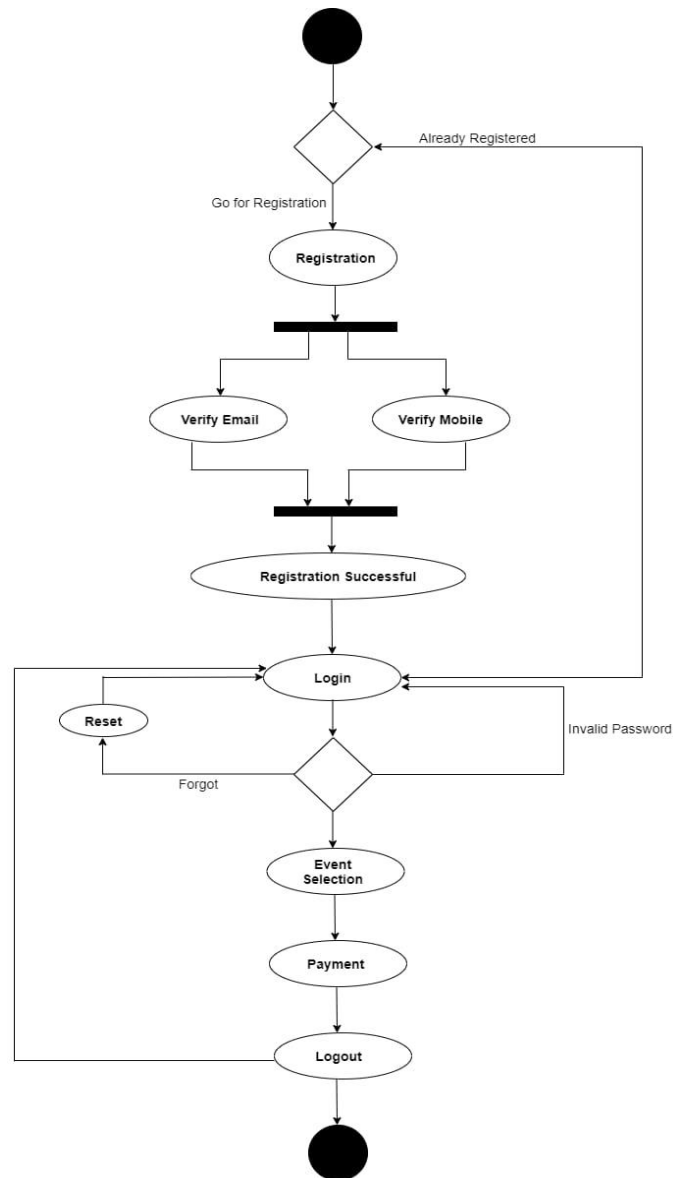 Already Registered
Go for Registration
Registration
Verify Email
Verify Mobile
Registration Successful
Login
Reset
Invalid Password
Forgot
Event
Selection
Payment
Logout